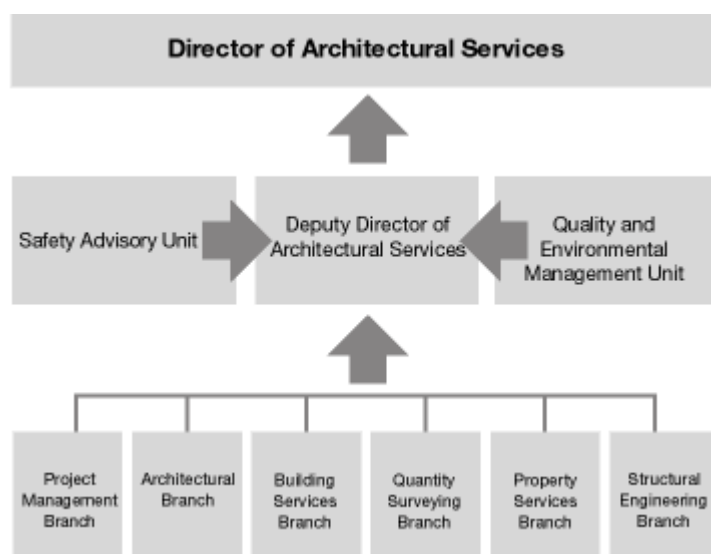 Director of Architectural Services
Safety Advisory Unit
Deputy Director of
Architectural Services
Quality and
Environmental
Management Unit
Project
Management
Branch
Architectural
Branch
Building
Services
Branch
Quantity
Surveying
Branch
Property
Services
Branch
Structural
Engineering
Branch